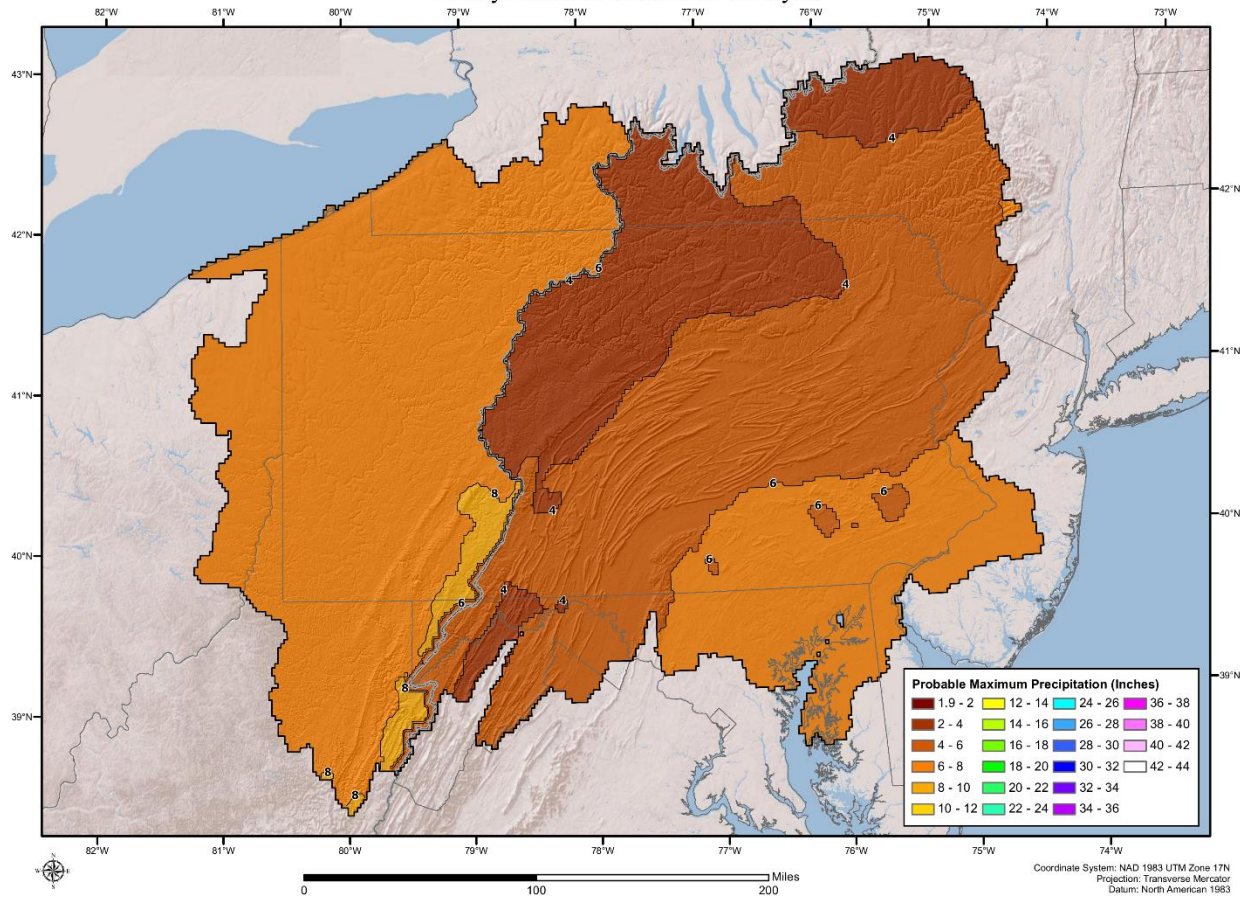 82°W 81°W 80°W 79°W 78°W 77°W 76°W 75°W 74°W 73°W
43°N
43°N
42°N
42°N
41°N
41°N
40°N
40°N
39°N
39°N
4
6
4
4
8
6
4
6
6
6
6
4
4
8
8
8
Probable Maximum Precipitation (Inches)
1.9 - 2 12 - 14 24 - 26 36 - 38
2 - 4 14 - 16 26 - 28 38 - 40
4 - 6 16 - 18 28 - 30 40 - 42
6 - 8 18 - 20 30 - 32 42 - 44
8 - 10 20 - 22 32 - 34
10 - 12 22 - 24 34 - 36
82°W 81°W 80°W 79°W 78°W 77°W 76°W 75°W 74°W
N
W E
S
Miles
0 100 200
Coordinate System: NAD 1983 UTM Zone 17N
Projection: Transverse Mercator
Datum: North American 1983